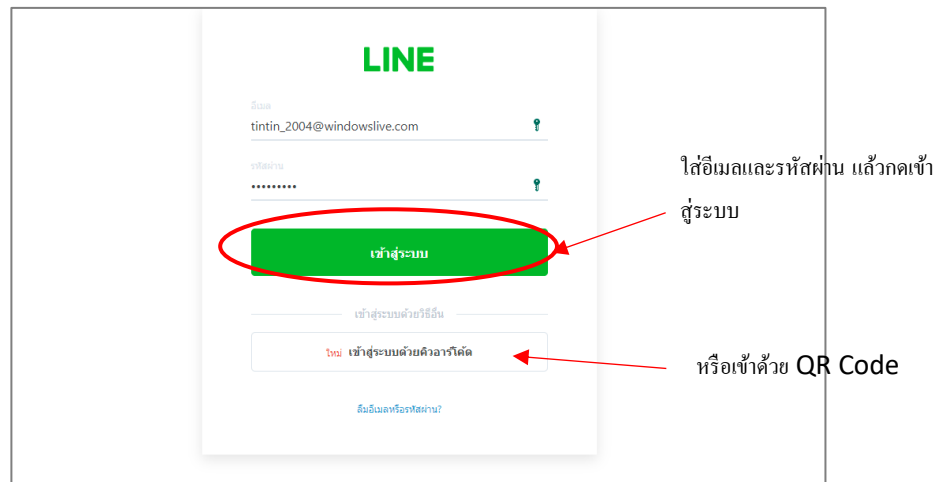 LINE
อีเมล
tintin_2004@windowslive.com
รหัสผ่าน
•••••••••
ใส่อีเมลและรหัสผ่าน แล้วกดเข้า
สู่ระบบ
เข้าสู่ระบบ
เข้าสู่ระบบด้วยวิธีอื่น
ใหม่ เข้าสู่ระบบด้วยคิวอาร์โค้ด
หรือเข้าด้วย QR Code
ลืมอีเมลหรือรหัสผ่าน?